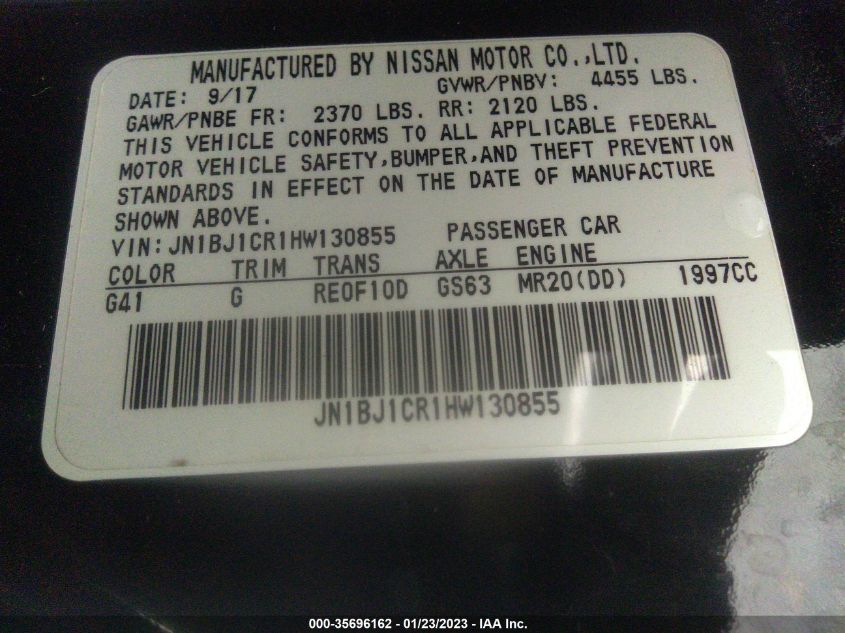 MANUFACTURED BY NISSAN MOTOR CO.,LTD.
DATE: 9/17 GVWR/PNBV: 4455 LBS.
GAWR/PNBE FR: 2370 LBS. RR: 2120 LBS.
THIS VEHICLE CONFORMS TO ALL APPLICABLE FEDERAL
MOTOR VEHICLE SAFETY,BUMPER,AND THEFT PREVENTION
STANDARDS IN EFFECT ON THE DATE OF MANUFACTURE
SHOWN ABOVE.
VIN:JN1BJ1CR1HW130855 PASSENGER CAR
COLOR TRIM TRANS AXLE ENGINE
G41 G RE0F10D GS63 MR20(DD) 1997CC
JN1BJ1CR1HW130855
000-35696162 - 01/23/2023 - IAA Inc.